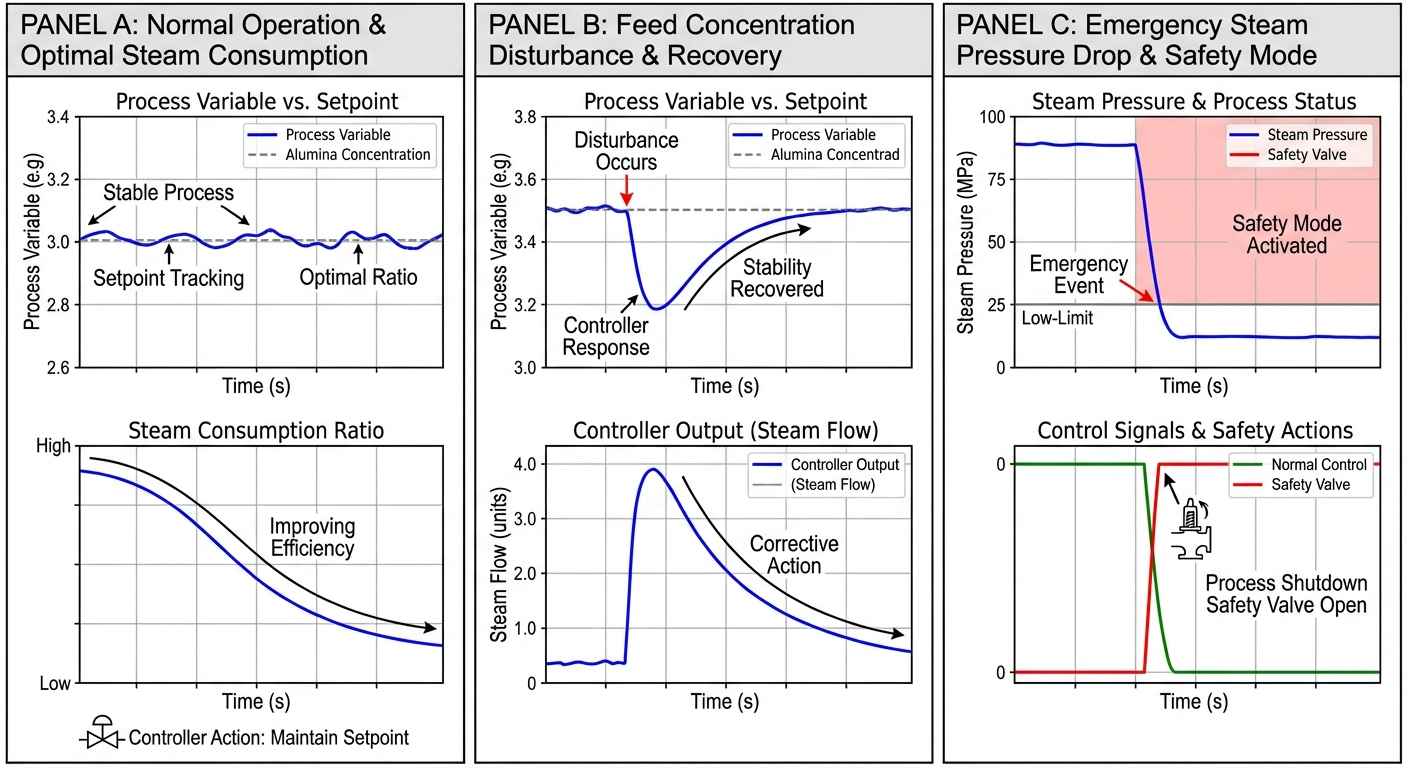 PANEL A: Normal Operation &
Optimal Steam Consumption
Process Variable vs. Setpoint
Process Variable (e.g)
3.4
3.2
3.0
2.8
2.6
Process Variable
Alumina Concentration
Stable Process
Setpoint Tracking
Optimal Ratio
Time (s)
Steam Consumption Ratio
High
Low
Improving
Efficiency
Time (s)
Controller Action: Maintain Setpoint
PANEL B: Feed Concentration
Disturbance & Recovery
Process Variable vs. Setpoint
Process Variable (e.g)
3.8
3.6
3.4
3.2
3.0
Disturbance
Occurs
Process Variable
Alumina Concentrad
Controller
Response
Stability
Recovered
Time (s)
Controller Output (Steam Flow)
Steam Flow (units)
4.0
3.0
2.0
1.0
0
Controller Output
(Steam Flow)
Corrective
Action
Time (s)
PANEL C: Emergency Steam
Pressure Drop & Safety Mode
Steam Pressure & Process Status
Steam Pressure (MPa)
100
75
50
25
0
Steam Pressure
Safety Valve
Safety Mode
Activated
Emergency
Event
Low-Limit
Time (s)
Control Signals & Safety Actions
0
0
Normal Control
Safety Valve
Process Shutdown
Safety Valve Open
Time (s)